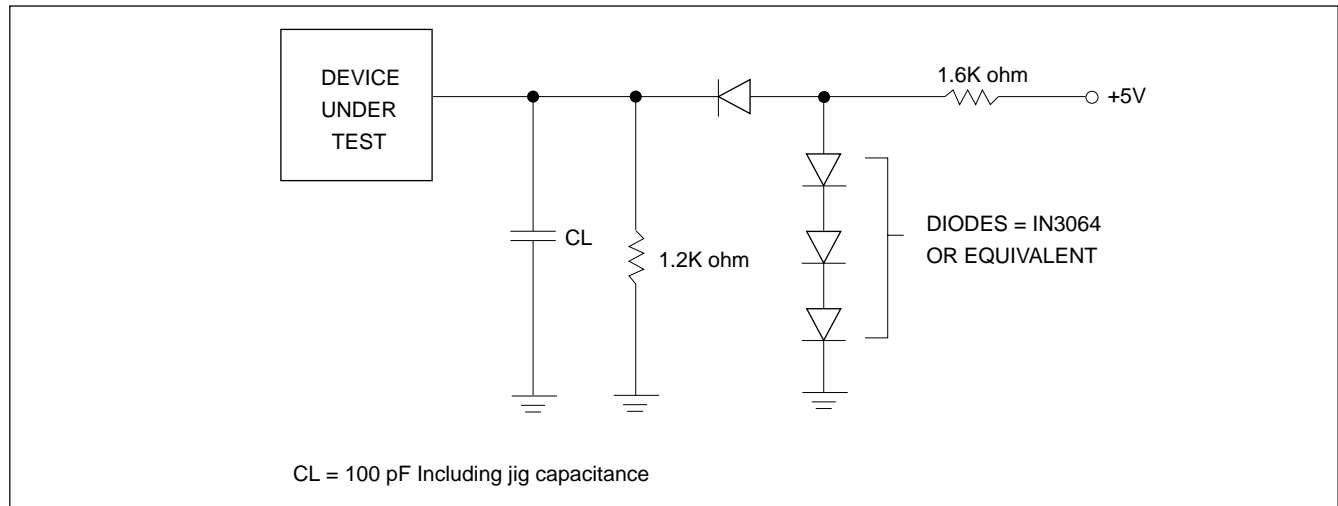 DEVICE
UNDER
TEST
1.6K ohm
+5V
CL
1.2K ohm
DIODES = IN3064
OR EQUIVALENT
CL = 100 pF Including jig capacitance